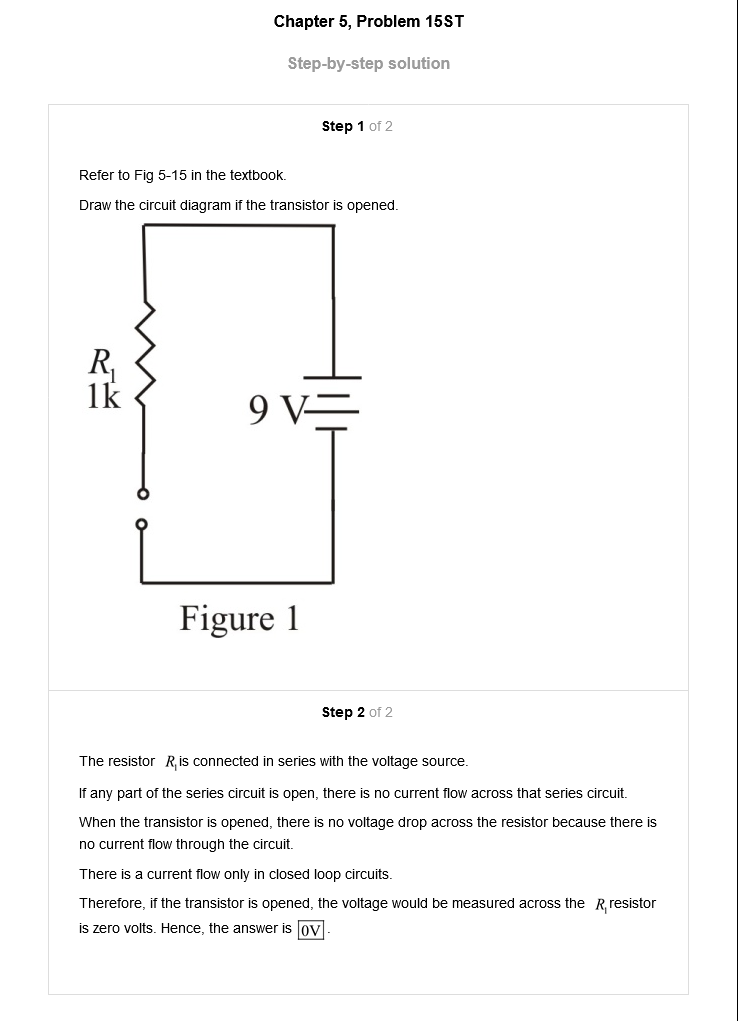 Chapter 5, Problem 15ST
Step-by-step solution
Step 1 of 2
Refer to Fig 5-15 in the textbook.
Draw the circuit diagram if the transistor is opened.
R₁
1k
9 V
Figure 1
Step 2 of 2
The resistor R₁ is connected in series with the voltage source.
If any part of the series circuit is open, there is no current flow across that series circuit.
When the transistor is opened, there is no voltage drop across the resistor because there is
no current flow through the circuit.
There is a current flow only in closed loop circuits.
Therefore, if the transistor is opened, the voltage would be measured across the R₁ resistor
is zero volts. Hence, the answer is 0V.